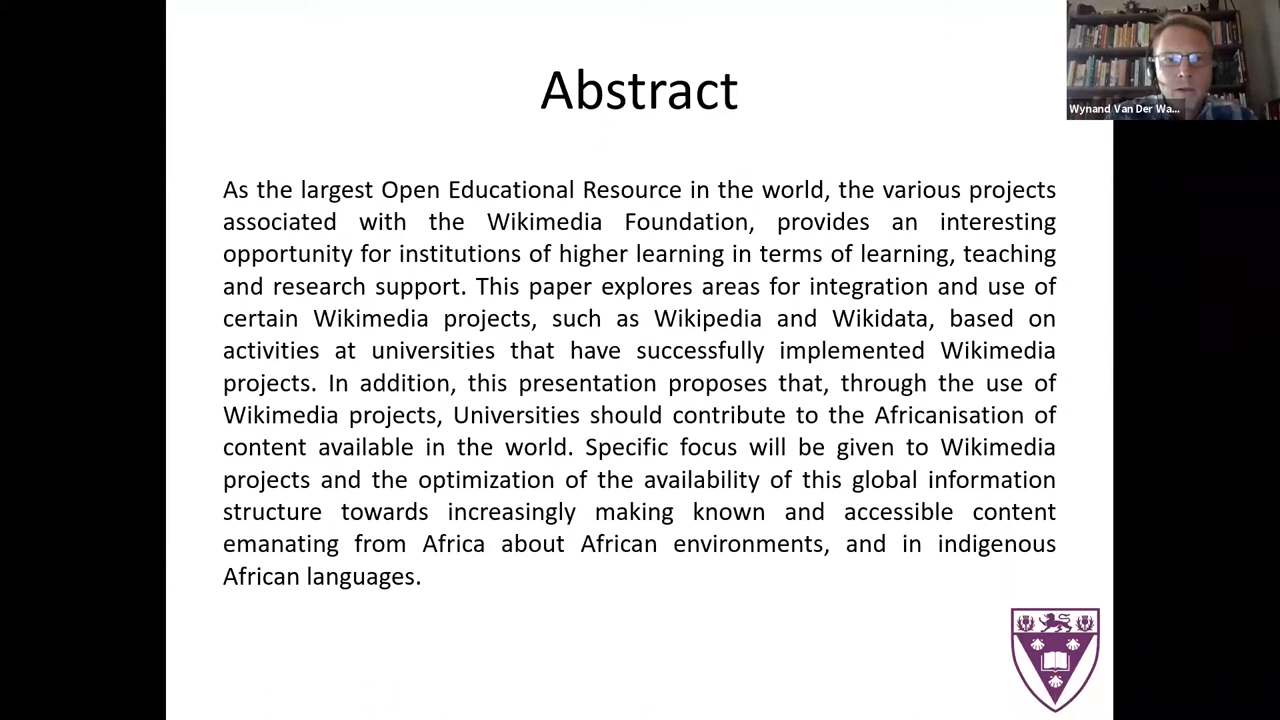 Abstract
Wynand Van Der Wa...
As the largest Open Educational Resource in the world, the various projects
associated with the Wikimedia Foundation, provides an interesting
opportunity for institutions of higher learning in terms of learning, teaching
and research support. This paper explores areas for integration and use of
certain Wikimedia projects, such as Wikipedia and Wikidata, based on
activities at universities that have successfully implemented Wikimedia
projects. In addition, this presentation proposes that, through the use of
Wikimedia projects, Universities should contribute to the Africanisation of
content available in the world. Specific focus will be given to Wikimedia
projects and the optimization of the availability of this global information
structure towards increasingly making known and accessible content
emanating from Africa about African environments, and in indigenous
African languages.